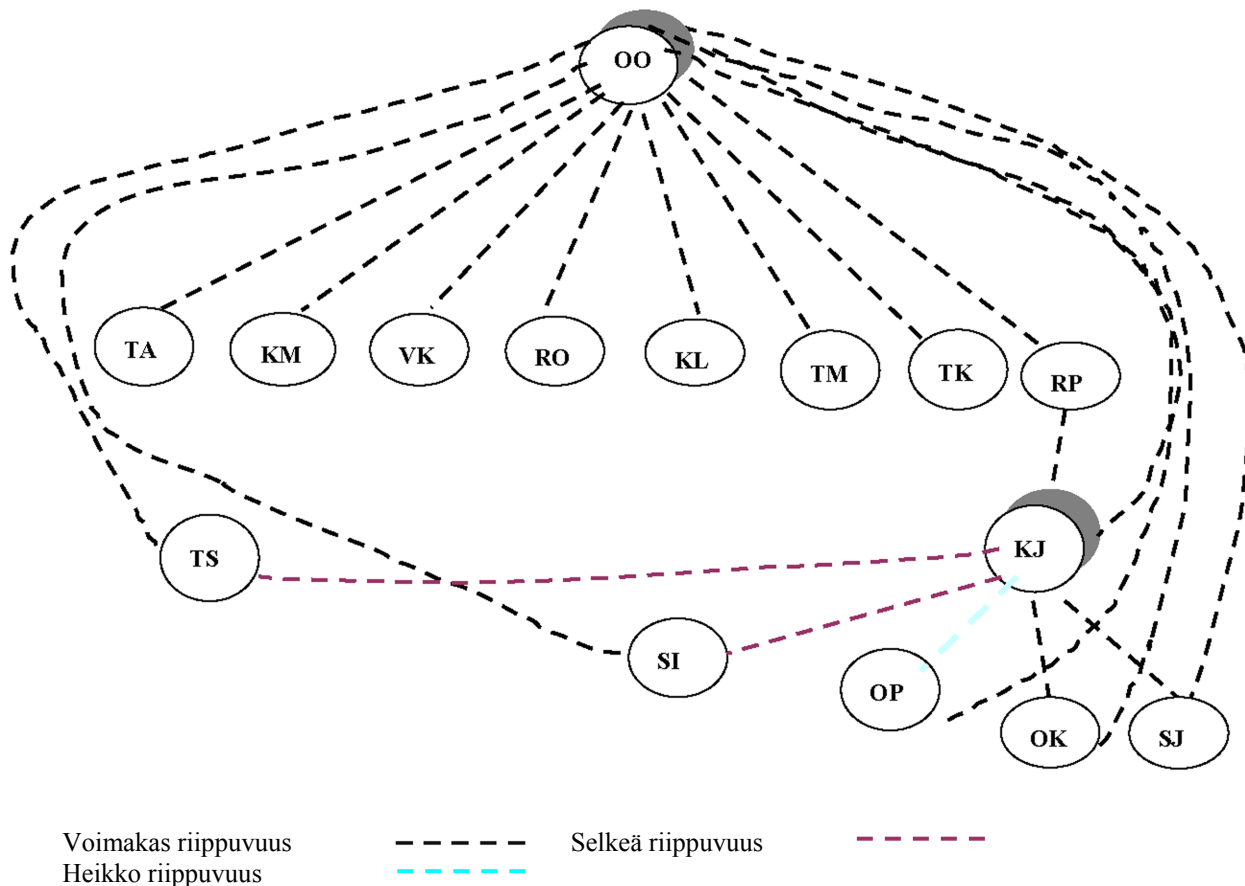 OO
TA KM VK RO KL TM TK RP
TS KJ
SI OP OK SJ
Voimakas riippuvuus Selkeä riippuvuus
Heikko riippuvuus